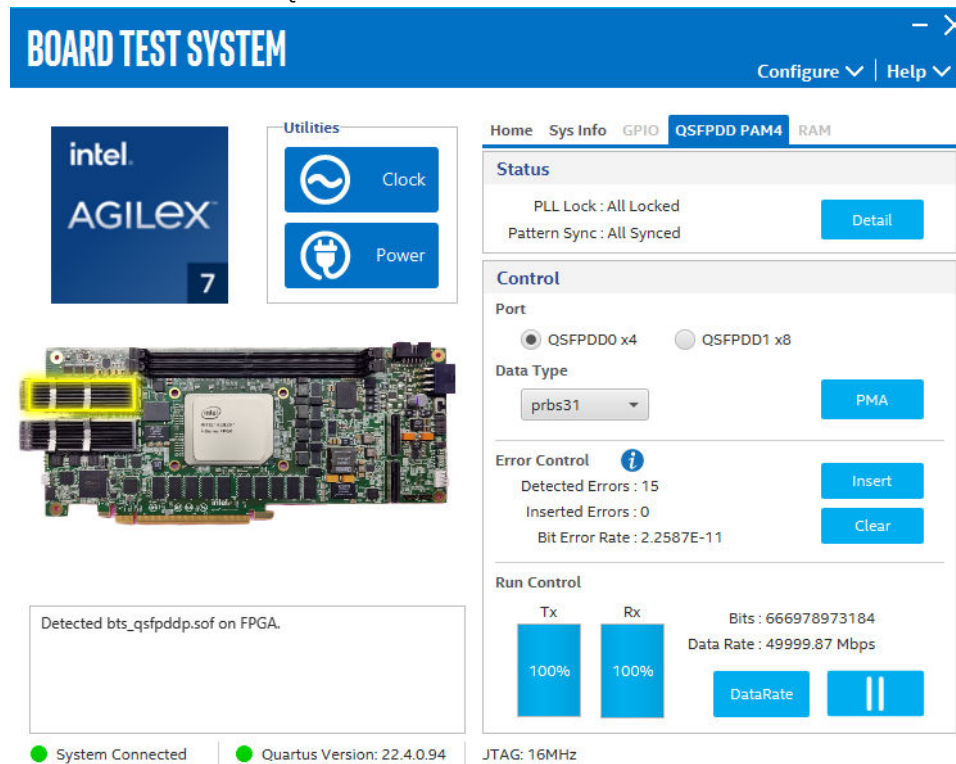 BOARD TEST SYSTEM
Configure | Help
intel.
AGILEX
7
Utilities
Clock
Power
Home Sys Info GPIO QSFPDD PAM4 RAM
Status
PLL Lock : All Locked
Pattern Sync : All Synced
Detail
Control
Port
QSFPDD0 x4 QSFPDD1 x8
Data Type
prbs31
PMA
Error Control i
Detected Errors : 15
Insert
Inserted Errors : 0
Clear
Bit Error Rate : 2.2587E-11
Run Control
Tx Rx
100% 100%
Bits : 666978973184
Data Rate : 49999.87 Mbps
DataRate
Detected bts_qsfpddp.sof on FPGA.
System Connected Quartus Version: 22.4.0.94 JTAG: 16MHz